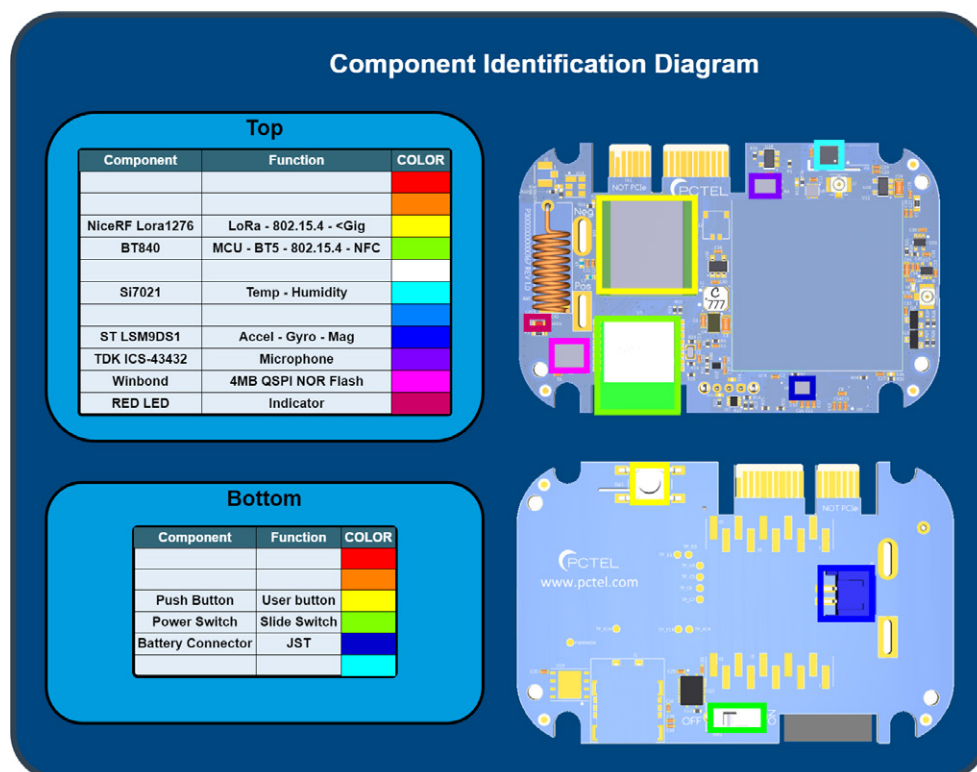 Component Identification Diagram
Top
Component Function COLOR
NiceRF Lora1276 LoRa - 802.15.4 - <Gig
BT840 MCU - BT5 - 802.15.4 - NFC
Si7021 Temp - Humidity
ST LSM9DS1 Accel - Gyro - Mag
TDK ICS-43432 Microphone
Winbond 4MB QSPI NOR Flash
RED LED Indicator
NOT PCIe
PCTEL
Neg
Pos
C
777
Bottom
Component Function COLOR
Push Button User button
Power Switch Slide Switch
Battery Connector JST
NOT PCIe
PCTEL
www.pctel.com
OFF
ON